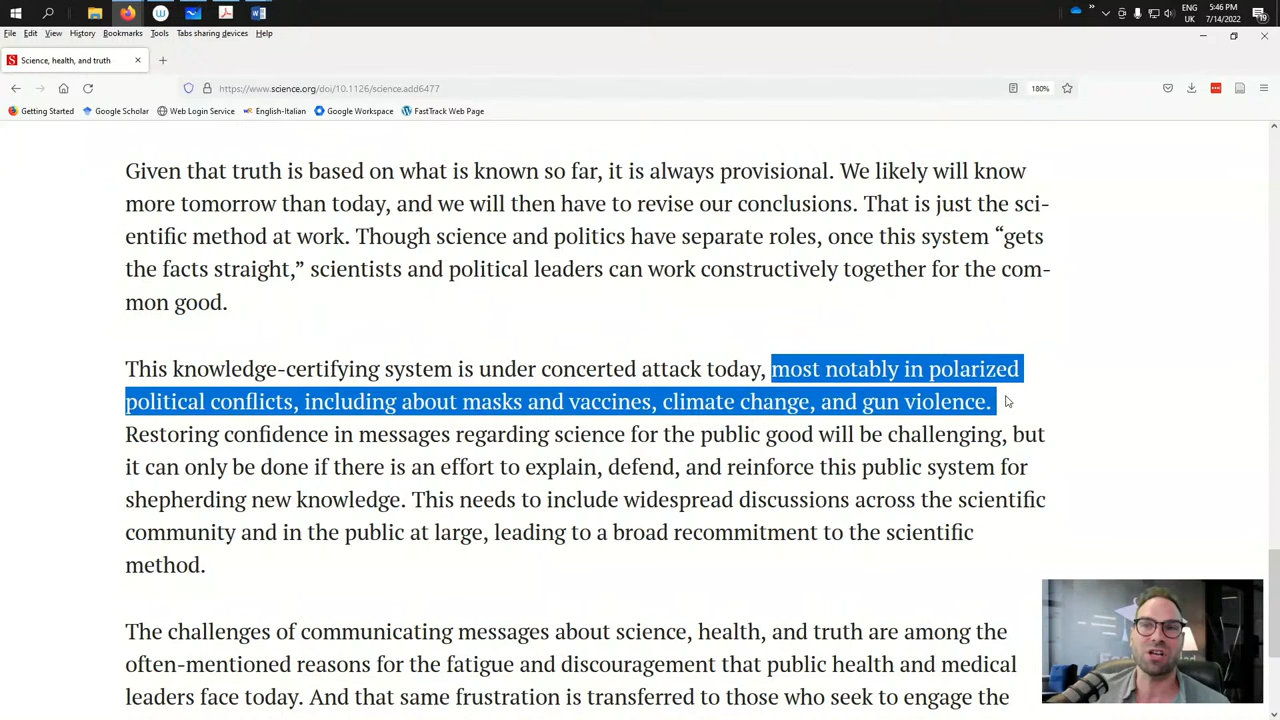 ENG
5:46 PM
UK
7/14/2022
19
File Edit View History Bookmarks Tools Tabs sharing devices Help
Science, health, and truth
https://www.science.org/doi/10.1126/science.add6477
180%
Getting Started Google Scholar Web Login Service English-Italian Google Workspace FastTrack Web Page
Given that truth is based on what is known so far, it is always provisional. We likely will know
more tomorrow than today, and we will then have to revise our conclusions. That is just the sci-
entific method at work. Though science and politics have separate roles, once this system “gets
the facts straight,” scientists and political leaders can work constructively together for the com-
mon good.
This knowledge-certifying system is under concerted attack today, most notably in polarized
political conflicts, including about masks and vaccines, climate change, and gun violence.
Restoring confidence in messages regarding science for the public good will be challenging, but
it can only be done if there is an effort to explain, defend, and reinforce this public system for
shepherding new knowledge. This needs to include widespread discussions across the scientific
community and in the public at large, leading to a broad recommitment to the scientific
method.
The challenges of communicating messages about science, health, and truth are among the
often-mentioned reasons for the fatigue and discouragement that public health and medical
leaders face today. And that same frustration is transferred to those who seek to engage the